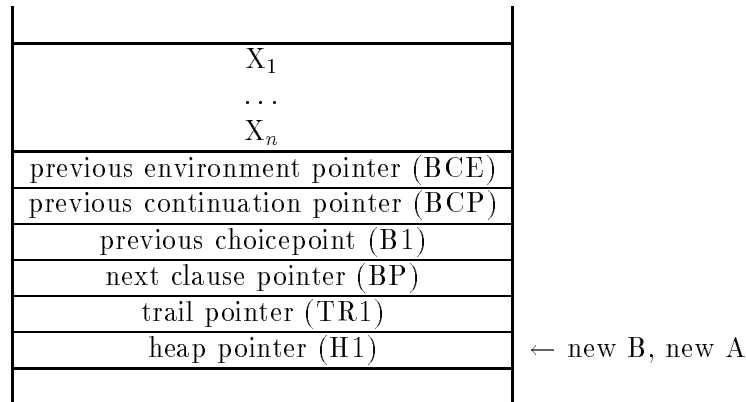 X₁
...
Xₙ
previous environment pointer (BCE)
previous continuation pointer (BCP)
previous choicepoint (B1)
next clause pointer (BP)
trail pointer (TR1)
heap pointer (H1) ← new B, new A